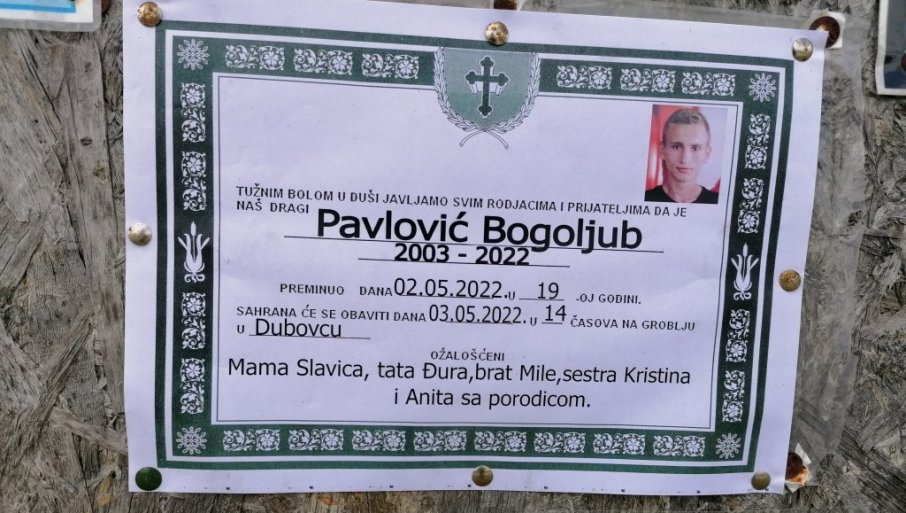 TUŽNIM BOLOM U DUŠI JAVLJAMO SVIM RODJACIMA I PRIJATELJIMA DA JE
NAŠ DRAGI Pavlović Bogoljub
2003 - 2022
PREMINUO DANA 02.05.2022. U 19 .OJ GODINI.
SAHRANA ĆE SE OBAVITI DANA 03.05.2022. U 14 ČASOVA NA GROBLJU
U Dubovcu
OŽALOŠČENI
Mama Slavica, tata Đura,brat Mile,sestra Kristina
i Anita sa porodicom.